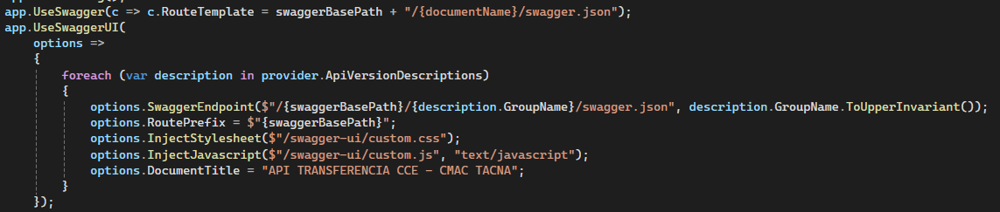 app.UseSwagger(c => c.RouteTemplate = swaggerBasePath + "/{documentName}/swagger.json");
app.UseSwaggerUI(
    options =>
    {
        foreach (var description in provider.ApiVersionDescriptions)
        {
            options.SwaggerEndpoint($"/{swaggerBasePath}/{description.GroupName}/swagger.json", description.GroupName.ToUpperInvariant());
            options.RoutePrefix = $"{swaggerBasePath}";
            options.InjectStylesheet($"/swagger-ui/custom.css");
            options.InjectJavascript($"/swagger-ui/custom.js", "text/javascript");
            options.DocumentTitle = "API TRANSFERENCIA CCE - CMAC TACNA";
        }
    });